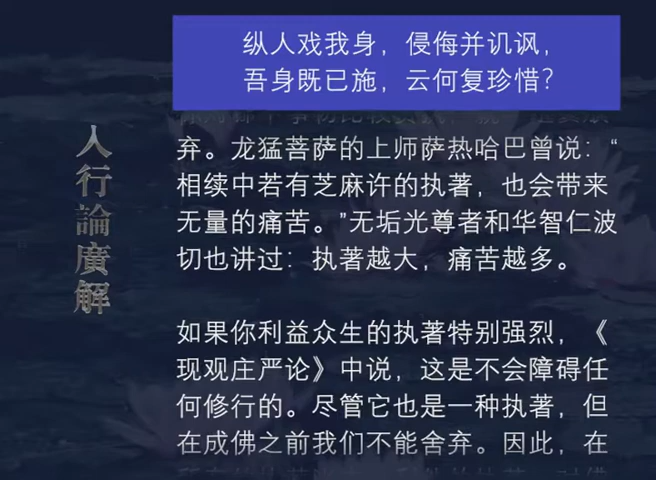 纵人戏我身，侵侮并讥讽，
吾身既已施，云何复珍惜？
入行論廣解
弃。龙猛菩萨的上师萨热哈巴曾说：“
相续中若有芝麻许的执著，也会带来
无量的痛苦。”无垢光尊者和华智仁波
切也讲过：执著越大，痛苦越多。
如果你利益众生的执著特别强烈，《
现观庄严论》中说，这是不会障碍任
何修行的。尽管它也是一种执著，但
在成佛之前我们不能舍弃。因此，在